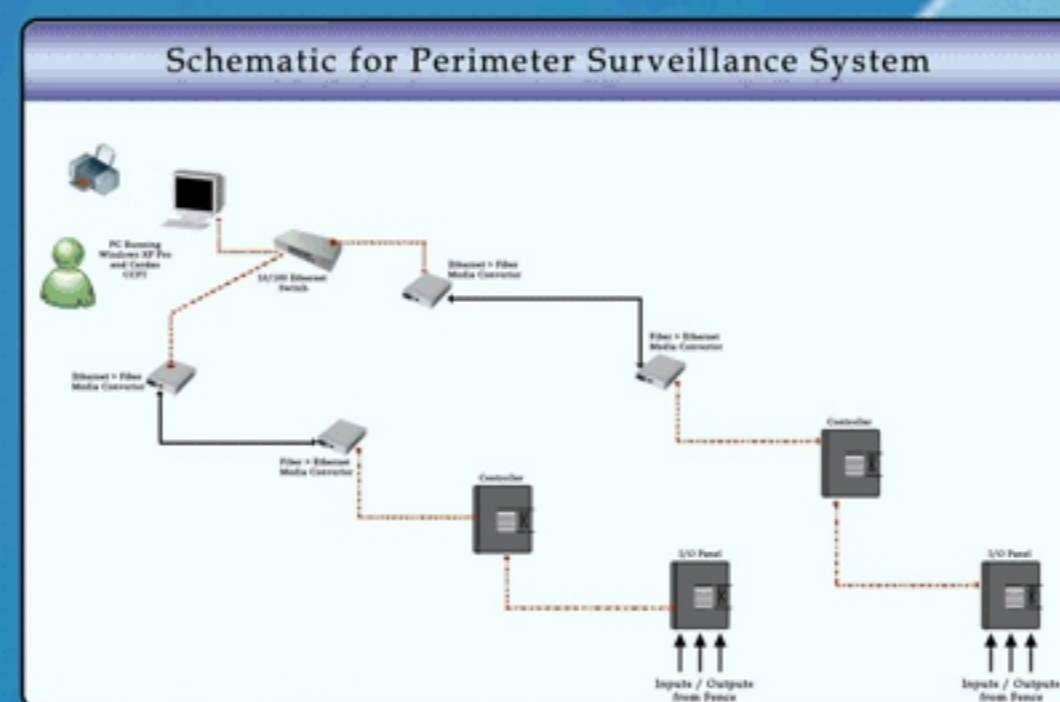 Schematic for Perimeter Surveillance System
PC Running
Windows XP Pro
and Cardax
10/100 Ethernet
Switch
Ethernet > Fiber
Media Converter
Fiber > Ethernet
Media Converter
Ethernet > Fiber
Media Converter
Fiber > Ethernet
Media Converter
Controller
Controller
I/O Panel
I/O Panel
Inputs / Outputs
from Fence
Inputs / Outputs
from Fence